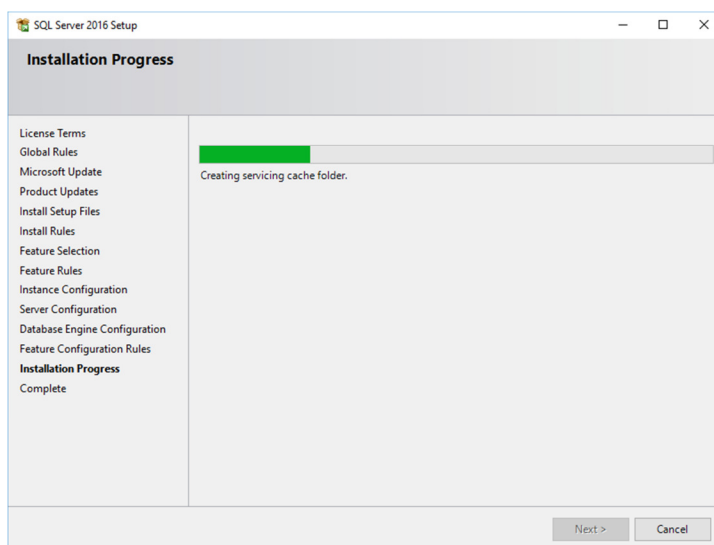 SQL Server 2016 Setup
Installation Progress
License Terms
Global Rules
Microsoft Update
Product Updates
Install Setup Files
Install Rules
Feature Selection
Feature Rules
Instance Configuration
Server Configuration
Database Engine Configuration
Feature Configuration Rules
Installation Progress
Complete
Creating servicing cache folder.
Next >
Cancel